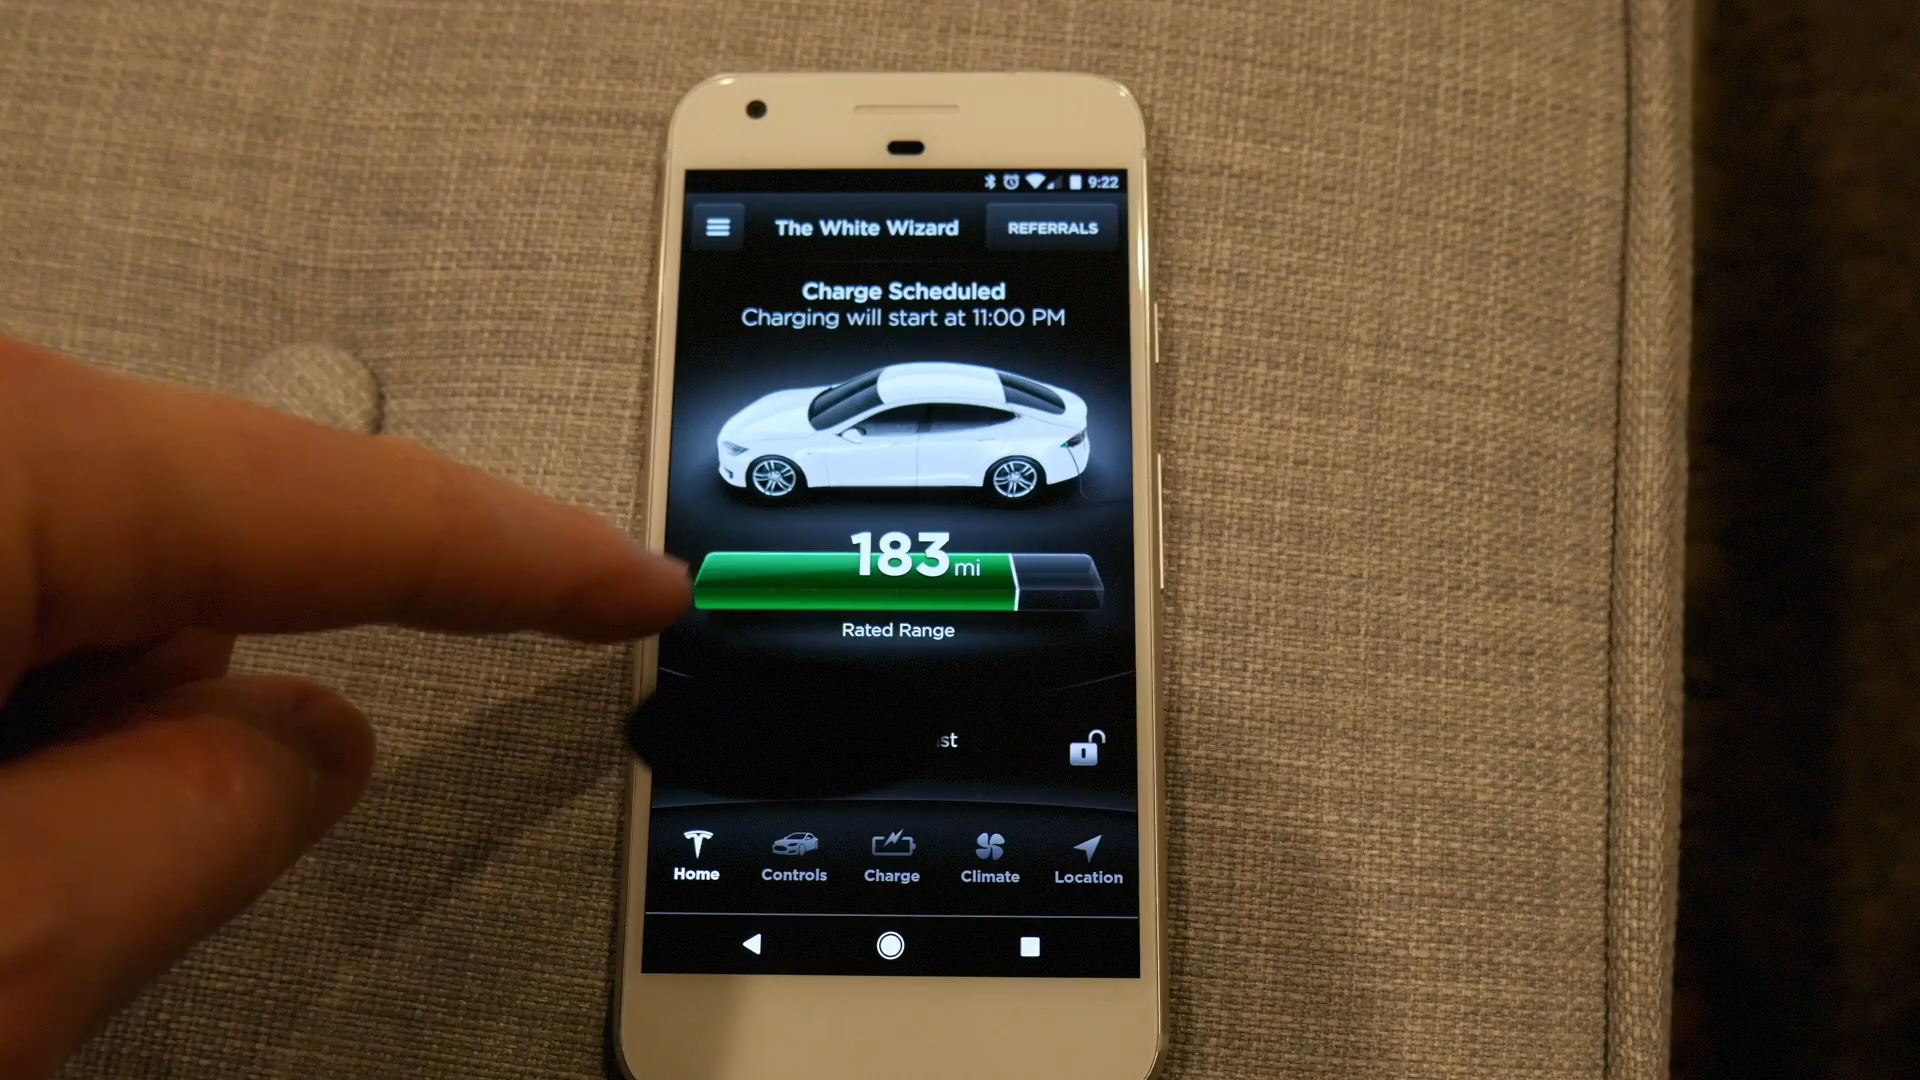 9:22
The White Wizard
REFERRALS
Charge Scheduled
Charging will start at 11:00 PM
183 mi
Rated Range
st
Home
Controls
Charge
Climate
Location